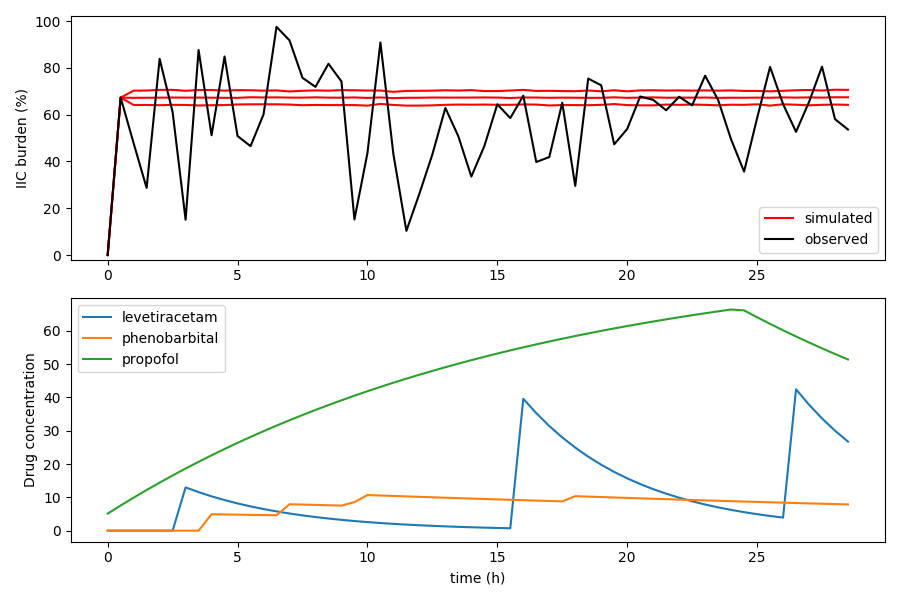 100
80
60
40
20
0
IIC burden (%)
simulated
observed
0 5 10 15 20 25
60
50
40
30
20
10
0
Drug concentration
levetiracetam
phenobarbital
propofol
0 5 10 15 20 25
time (h)